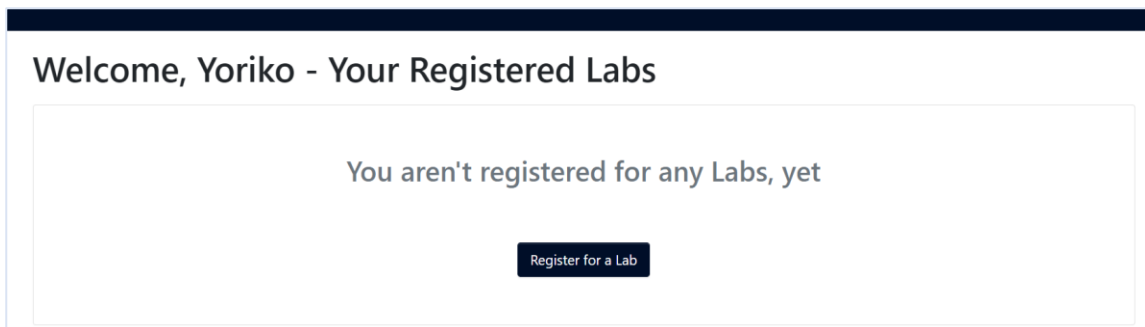 Welcome, Yoriko - Your Registered Labs
You aren't registered for any Labs, yet
Register for a Lab